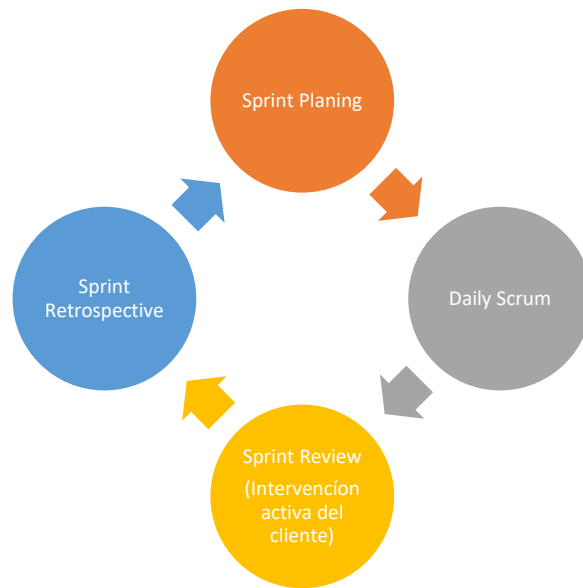 Sprint Planing
Daily Scrum
Sprint Review
(Intervencíon
activa del
cliente)
Sprint
Retrospective